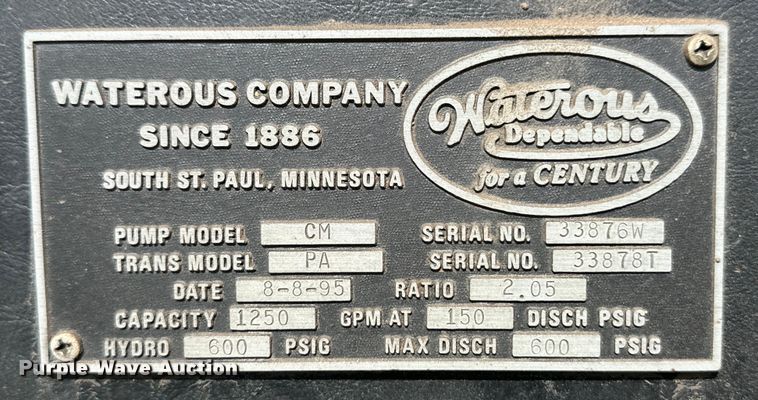 WATEROUS COMPANY
SINCE 1886
SOUTH ST. PAUL, MINNESOTA
Waterous
Dependable
for a CENTURY
PUMP MODEL CM SERIAL NO. 33876W
TRANS MODEL PA SERIAL NO. 33878T
DATE 8-8-95 RATIO 2.05
CAPACITY 1250 GPM AT 150 DISCH PSIG
HYDRO 600 PSIG MAX DISCH 600 PSIG
Purple Wave Auction